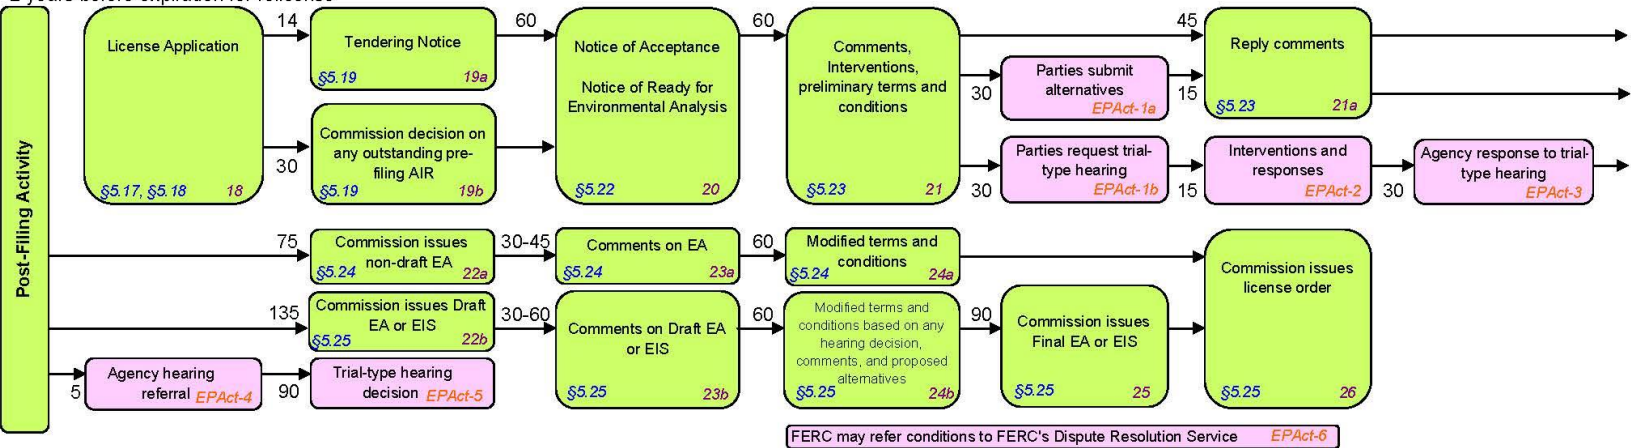 2 years before expiration for relicense
Post-Filing Activity
License Application
§5.17, §5.18 18
14
30
Tendering Notice
§5.19 19a
Commission decision on
any outstanding pre-
filing AIR
§5.19 19b
60
Notice of Acceptance
Notice of Ready for
Environmental Analysis
§5.22 20
60
Comments,
Interventions,
preliminary terms and
conditions
§5.23 21
45
30
Parties submit
alternatives
EPAct-1a
15
Reply comments
§5.23 21a
30
Parties request trial-
type hearing
EPAct-1b
15
Interventions and
responses
EPAct-2
30
Agency response to trial-
type hearing
EPAct-3
75
Commission issues
non-draft EA
§5.24 22a
30-45
Comments on EA
§5.24 23a
60
Modified terms and
conditions
§5.24 24a
135
Commission issues Draft
EA or EIS
§5.25 22b
30-60
Comments on Draft EA
or EIS
§5.25 23b
60
Modified terms and
conditions based on any
hearing decision,
comments, and proposed
alternatives
§5.25 24b
90
Commission issues
Final EA or EIS
§5.25 25
Commission issues
license order
§5.25 26
5
Agency hearing
referral EPAct-4
90
Trial-type hearing
decision EPAct-5
FERC may refer conditions to FERC's Dispute Resolution Service EPAct-6